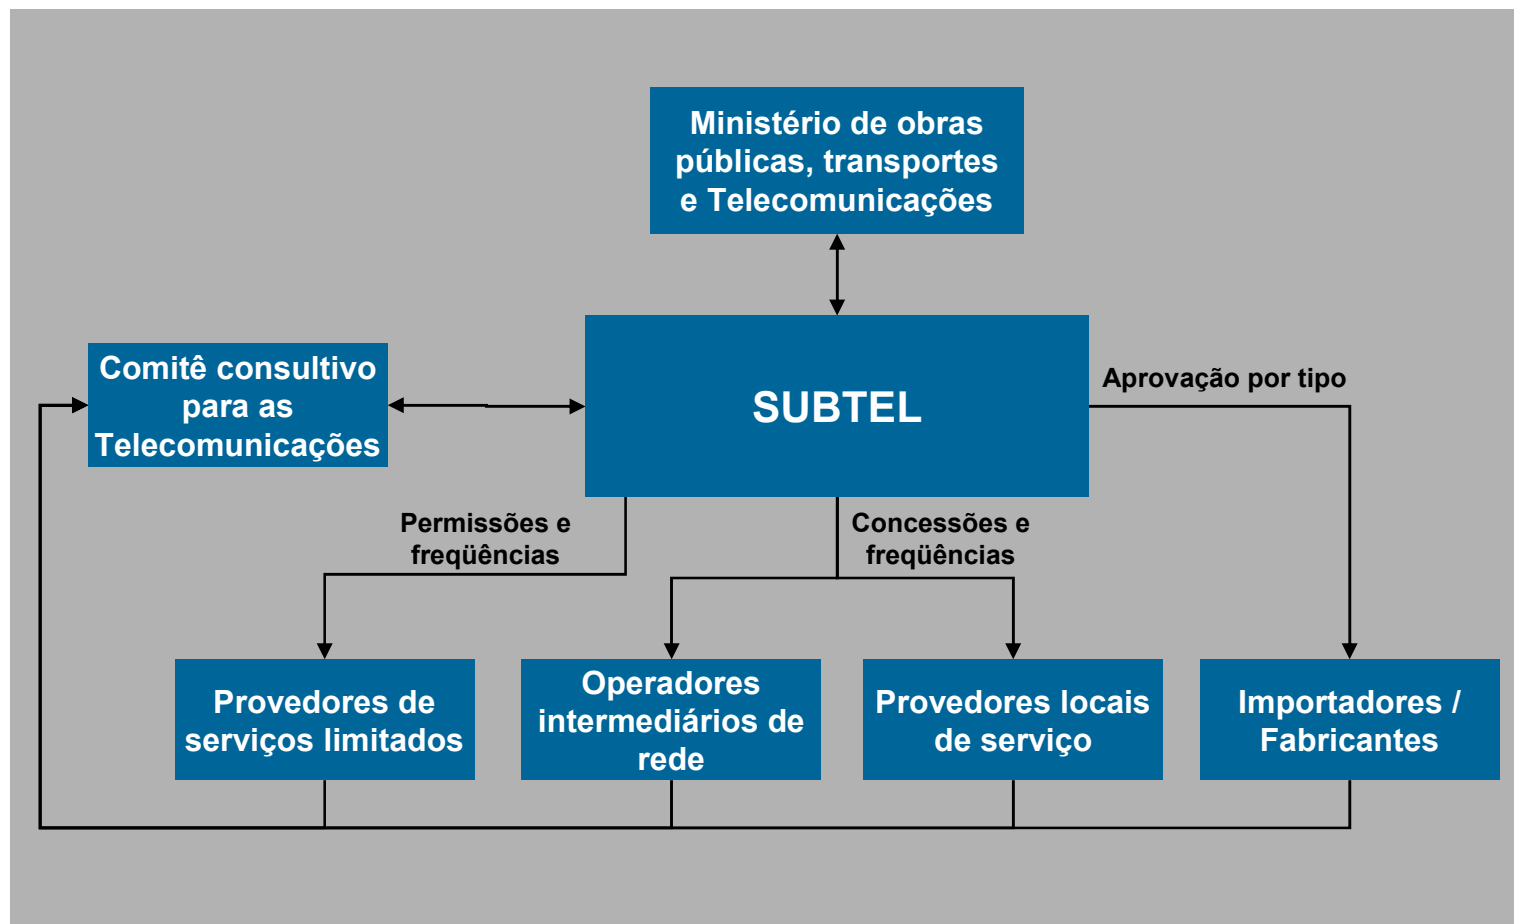 Ministério de obras
públicas, transportes
e Telecomunicações
Comitê consultivo
para as
Telecomunicações
SUBTEL
Aprovação por tipo
Permissões e
freqüências
Concessões e
freqüências
Provedores de
serviços limitados
Operadores
intermediários de
rede
Provedores locais
de serviço
Importadores /
Fabricantes